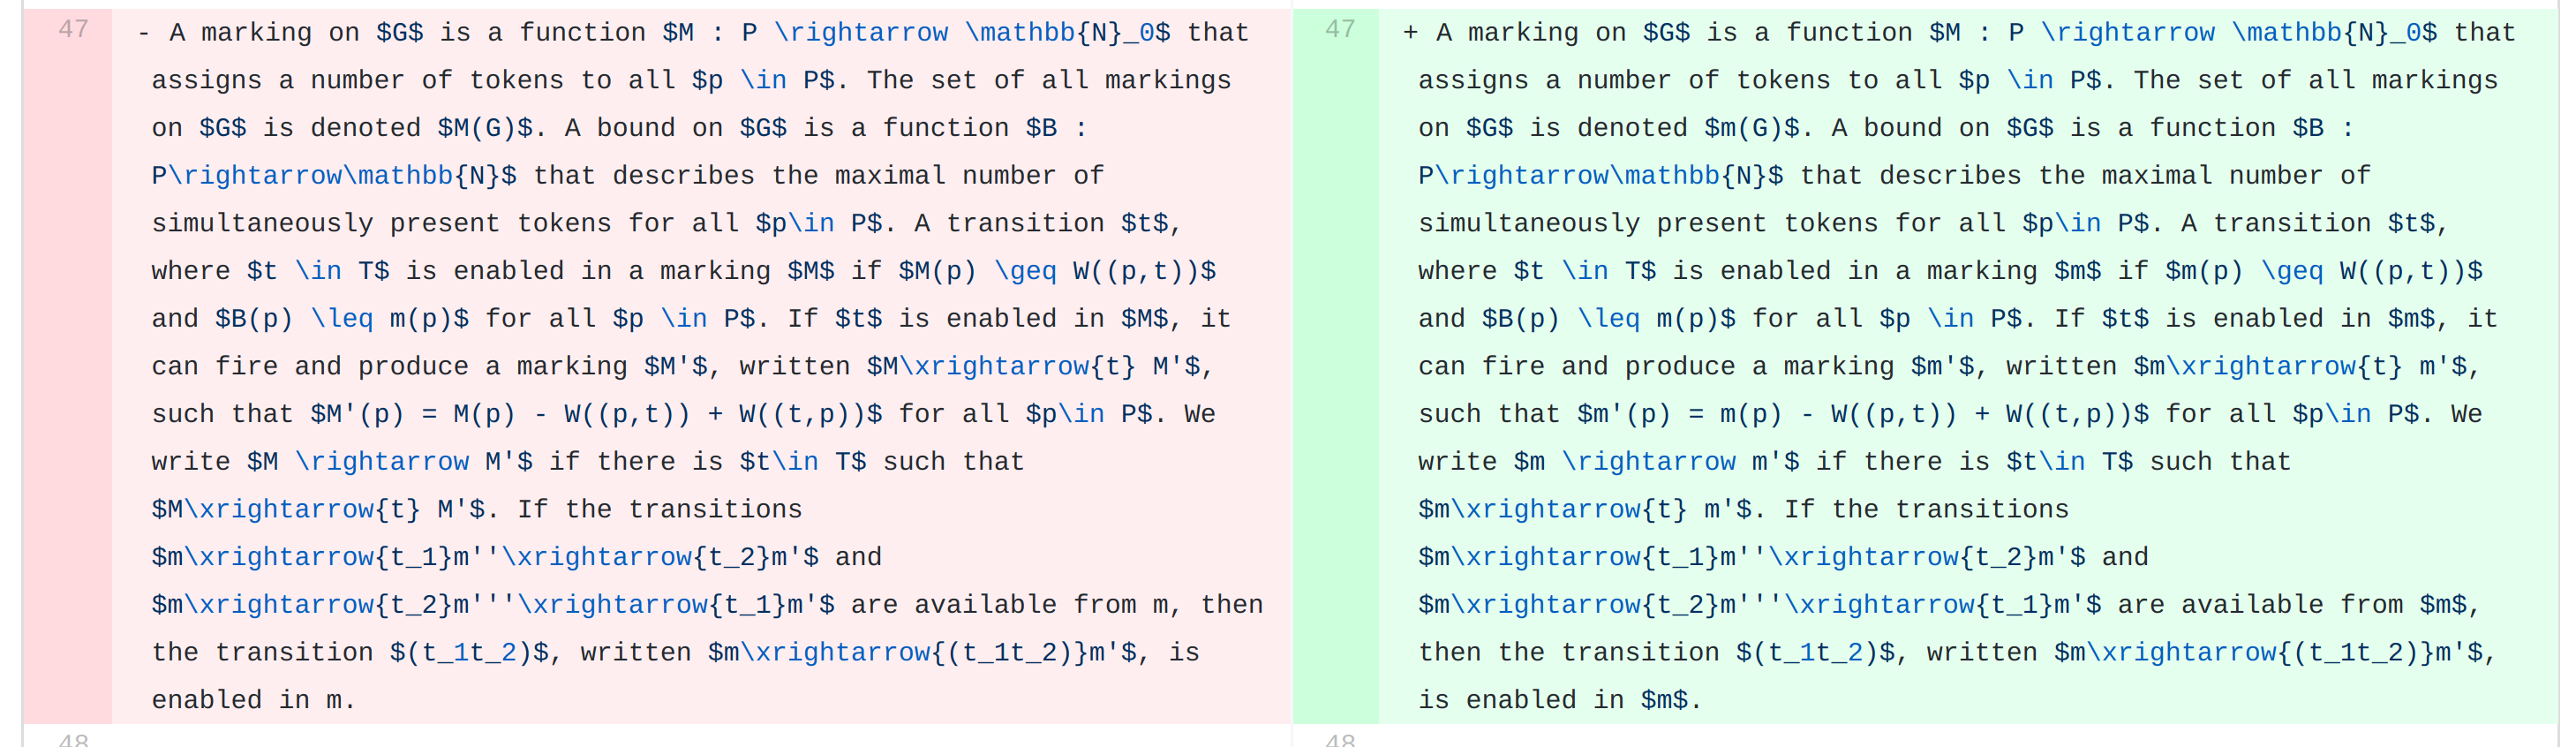 47 - A marking on $G$ is a function $M : P \rightarrow \mathbb{N}_0$ that
assigns a number of tokens to all $p \in P$. The set of all markings
on $G$ is denoted $M(G)$. A bound on $G$ is a function $B :
P\rightarrow\mathbb{N}$ that describes the maximal number of
simultaneously present tokens for all $p\in P$. A transition $t$,
where $t \in T$ is enabled in a marking $M$ if $M(p) \geq W((p,t))$
and $B(p) \leq m(p)$ for all $p \in P$. If $t$ is enabled in $M$, it
can fire and produce a marking $M'$, written $M\xrightarrow{t} M'$,
such that $M'(p) = M(p) - W((p,t)) + W((t,p))$ for all $p\in P$. We
write $M \rightarrow M'$ if there is $t\in T$ such that
$M\xrightarrow{t} M'$. If the transitions
$m\xrightarrow{t_1}m''\xrightarrow{t_2}m'$ and
$m\xrightarrow{t_2}m'''\xrightarrow{t_1}m'$ are available from m, then
the transition $(t_1t_2)$, written $m\xrightarrow{(t_1t_2)}m'$, is
enabled in m.
48
47 + A marking on $G$ is a function $M : P \rightarrow \mathbb{N}_0$ that
assigns a number of tokens to all $p \in P$. The set of all markings
on $G$ is denoted $m(G)$. A bound on $G$ is a function $B :
P\rightarrow\mathbb{N}$ that describes the maximal number of
simultaneously present tokens for all $p\in P$. A transition $t$,
where $t \in T$ is enabled in a marking $m$ if $m(p) \geq W((p,t))$
and $B(p) \leq m(p)$ for all $p \in P$. If $t$ is enabled in $m$, it
can fire and produce a marking $m'$, written $m\xrightarrow{t} m'$,
such that $m'(p) = m(p) - W((p,t)) + W((t,p))$ for all $p\in P$. We
write $m \rightarrow m'$ if there is $t\in T$ such that
$m\xrightarrow{t} m'$. If the transitions
$m\xrightarrow{t_1}m''\xrightarrow{t_2}m'$ and
$m\xrightarrow{t_2}m'''\xrightarrow{t_1}m'$ are available from $m$,
then the transition $(t_1t_2)$, written $m\xrightarrow{(t_1t_2)}m'$,
is enabled in $m$.
48